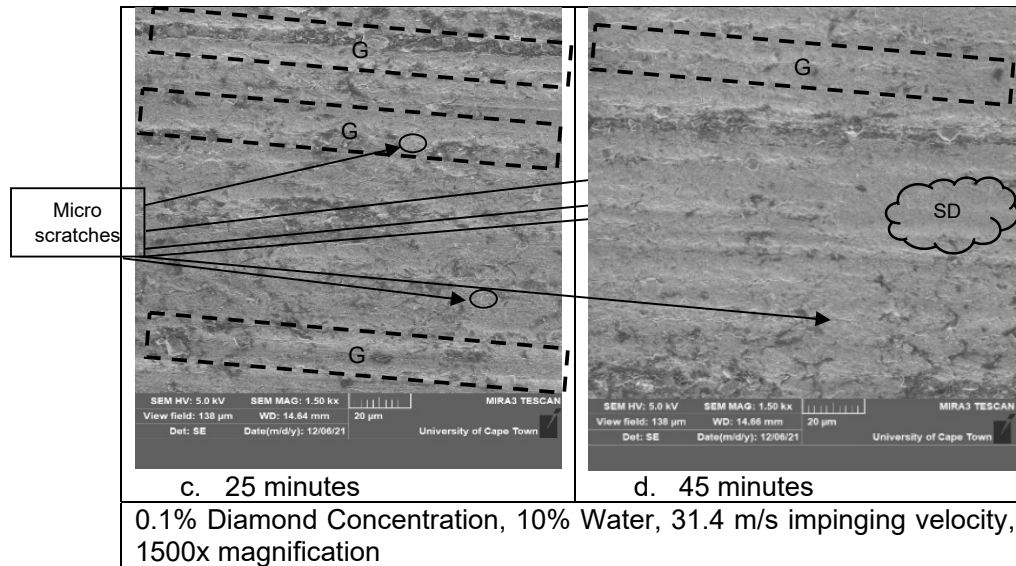 G
G
G
SD
G
Micro
scratches
SEM HV: 5.0 kV SEM MAG: 1.50 kx MIRA3 TESCAN
View field: 138 µm WD: 14.64 mm 20 µm
Det: SE Date(m/d/y): 12/06/21 University of Cape Town
SEM HV: 5.0 kV SEM MAG: 1.50 kx MIRA3 TESCAN
View field: 138 µm WD: 14.66 mm 20 µm
Det: SE Date(m/d/y): 12/06/21 University of Cape Town
c. 25 minutes
d. 45 minutes
0.1% Diamond Concentration, 10% Water, 31.4 m/s impinging velocity,
1500x magnification